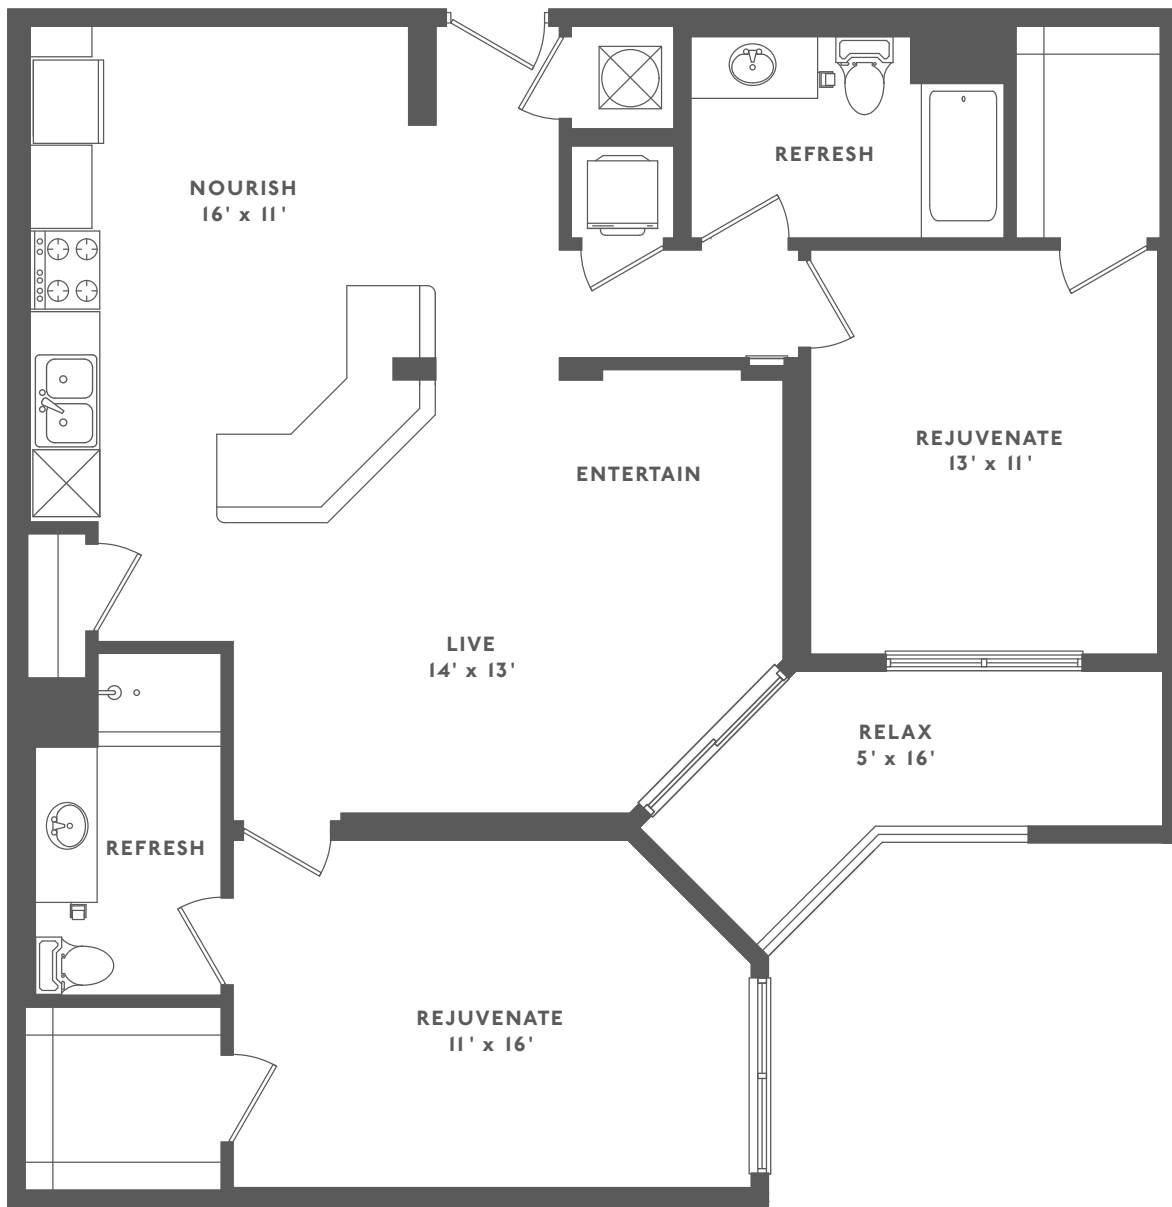 REFRESH
NOURISH
16' x 11'
REJUVENATE
13' x 11'
ENTERTAIN
LIVE
14' x 13'
RELAX
5' x 16'
REFRESH
REJUVENATE
11' x 16'